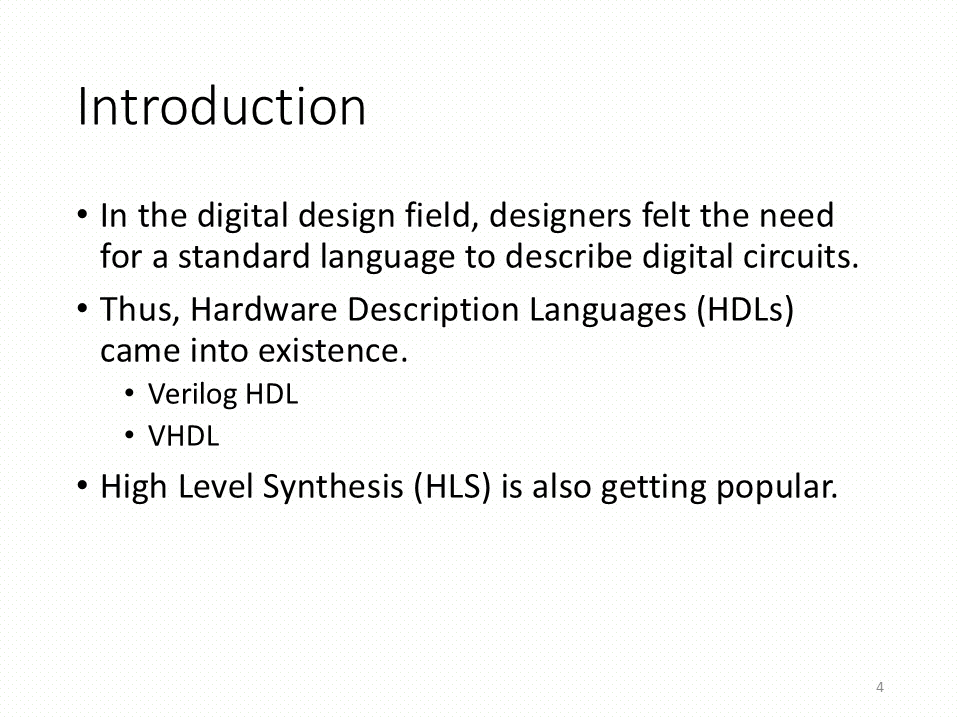 Introduction
• In the digital design field, designers felt the need
for a standard language to describe digital circuits.
• Thus, Hardware Description Languages (HDLs)
came into existence.
• Verilog HDL
• VHDL
• High Level Synthesis (HLS) is also getting popular.
4